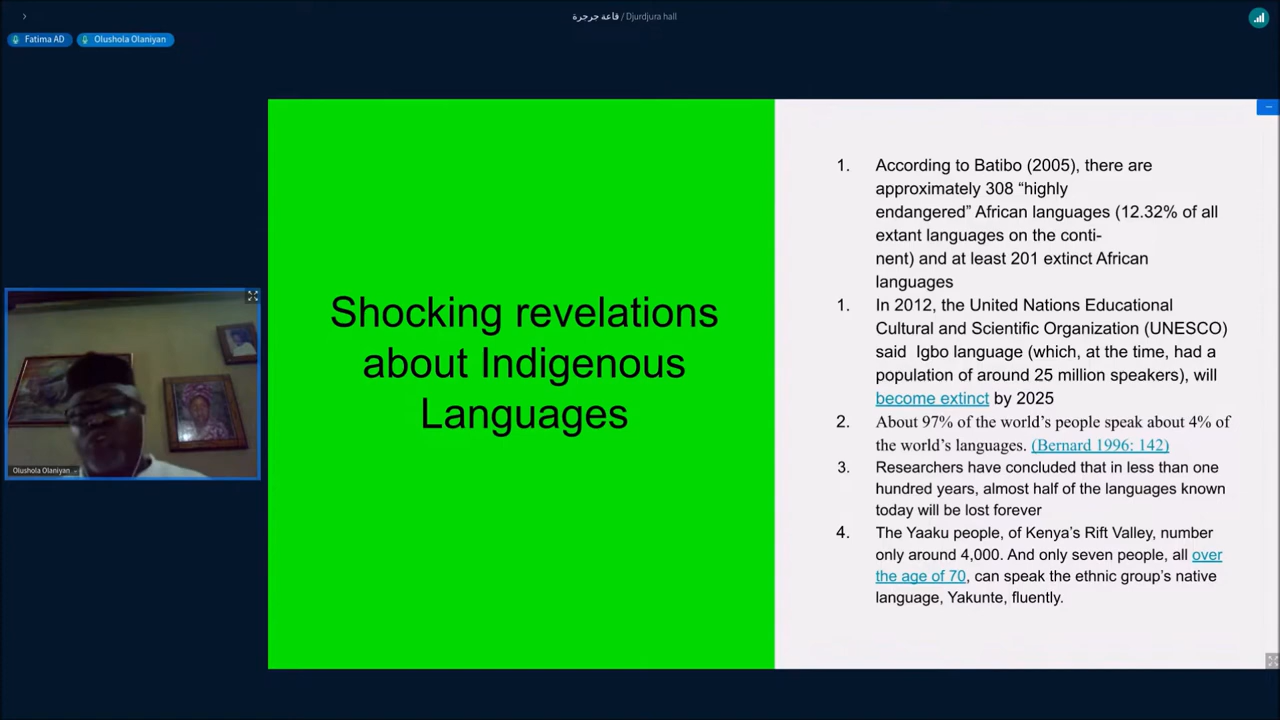 قاعة جرجرة / Djurdjura hall
Fatima AD
Olushola Olaniyan
Shocking revelations
about Indigenous
Languages
1. According to Batibo (2005), there are
approximately 308 “highly
endangered” African languages (12.32% of all
extant languages on the conti-
nent) and at least 201 extinct African
languages
1. In 2012, the United Nations Educational
Cultural and Scientific Organization (UNESCO)
said Igbo language (which, at the time, had a
population of around 25 million speakers), will
become extinct by 2025
2. About 97% of the world’s people speak about 4% of
the world’s languages. (Bernard 1996: 142)
3. Researchers have concluded that in less than one
hundred years, almost half of the languages known
today will be lost forever
4. The Yaaku people, of Kenya’s Rift Valley, number
only around 4,000. And only seven people, all over
the age of 70, can speak the ethnic group’s native
language, Yakunte, fluently.
Olushola Olaniyan